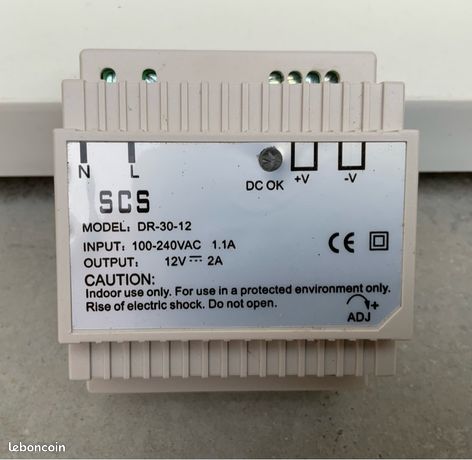 N L DC OK +V -V
SCS
MODEL: DR-30-12
INPUT: 100-240VAC 1.1A
OUTPUT: 12V ⎓ 2A
CE
CAUTION:
Indoor use only. For use in a protected environment only.
Rise of electric shock. Do not open.
+
ADJ
leboncoin